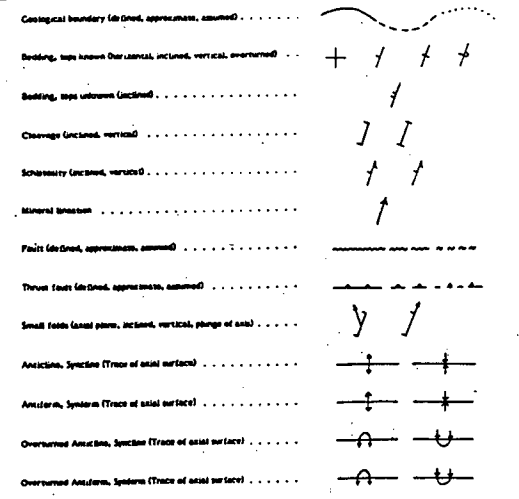 Geological boundary (defined, approximate, assumed) . . . . . . . . .
Bedding, tops known (horizontal, inclined, vertical, overturned) . .
Bedding, tops unknown (inclined) . . . . . . . . . . . . . . . . . .
Cleavage (inclined, vertical) . . . . . . . . . . . . . . . . . . .
Schistosity (inclined, vertical) . . . . . . . . . . . . . . . . . .
Mineral lineation . . . . . . . . . . . . . . . . . . . . . . . .
Fault (defined, approximate, assumed) . . . . . . . . . . . . . .
Thrust fault (defined, approximate, assumed) . . . . . . . . . . .
Small folds (axial plane, inclined, vertical, plunge of axis) . . . . .
Anticline, Syncline (Trace of axial surface) . . . . . . . . . . . .
Antiform, Synform (Trace of axial surface) . . . . . . . . . . . .
Overturned Anticline, Syncline (Trace of axial surface) . . . . . . .
Overturned Antiform, Synform (Trace of axial surface) . . . . . . .